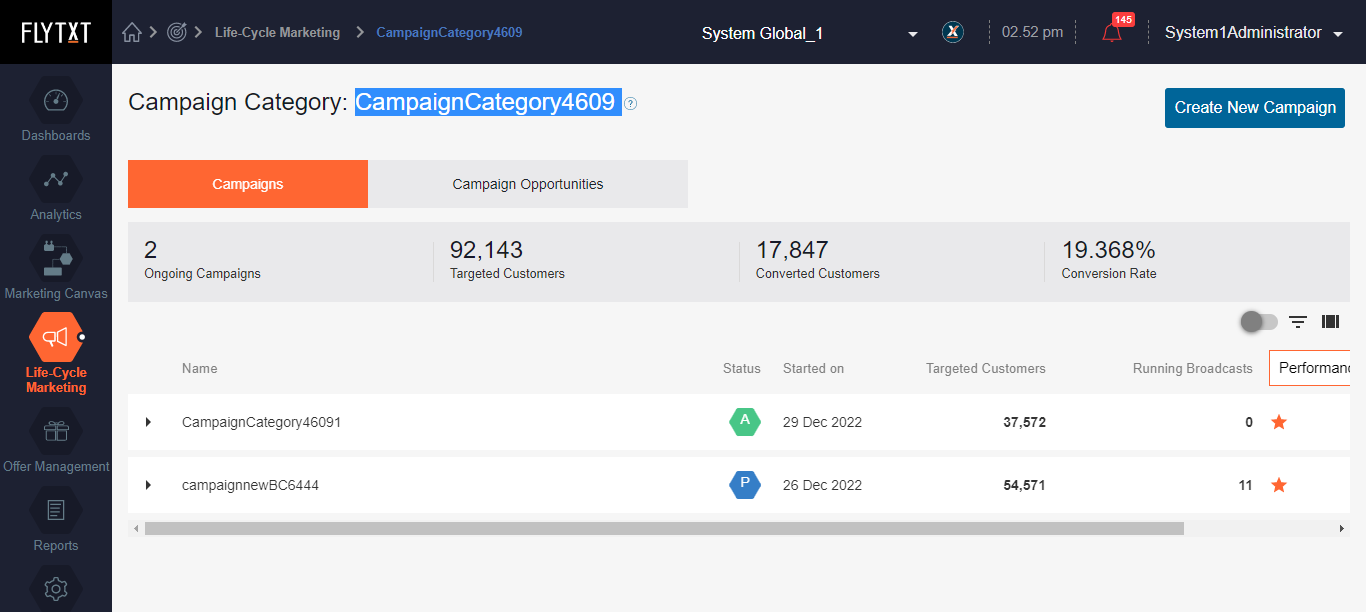 FLYTXT
Life-Cycle Marketing
CampaignCategory4609
System Global_1
X
02.52 pm
145
System1Administrator
Dashboards
Analytics
Marketing Canvas
Life-Cycle
Marketing
Offer Management
Reports
Campaign Category: CampaignCategory4609 ?
Create New Campaign
Campaigns
Campaign Opportunities
2
Ongoing Campaigns
92,143
Targeted Customers
17,847
Converted Customers
19.368%
Conversion Rate
Name Status Started on Targeted Customers Running Broadcasts Performanc
CampaignCategory46091 A 29 Dec 2022 37,572 0
campaignnewBC6444 P 26 Dec 2022 54,571 11